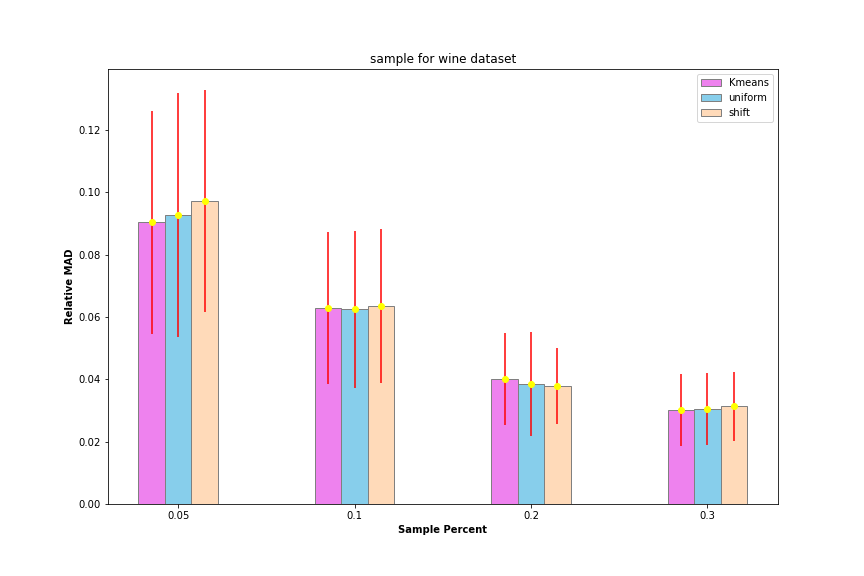 sample for wine dataset
Kmeans
uniform
shift
0.12
0.10
0.08
0.06
0.04
0.02
0.00
Relative MAD
0.05 0.1 0.2 0.3
Sample Percent